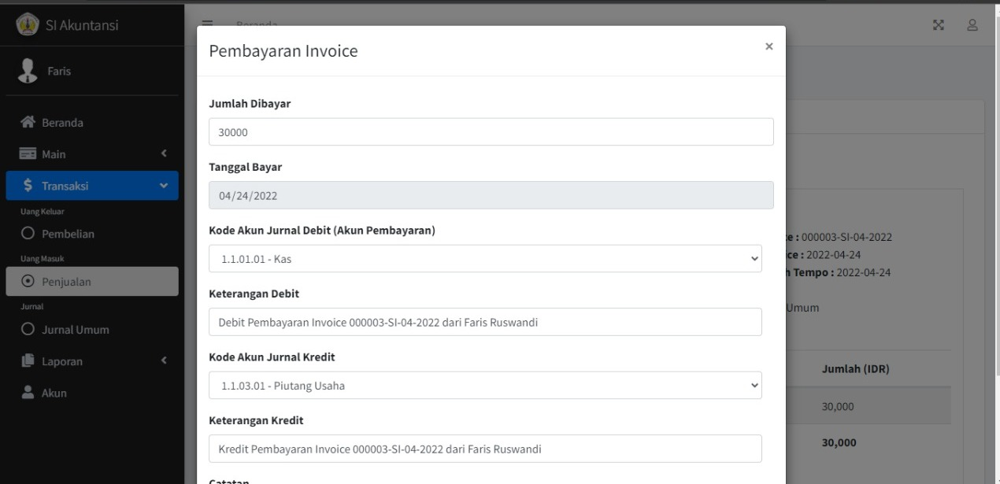 SI Akuntansi
Beranda
Faris
Beranda
Main
Transaksi
Uang Keluar
Pembelian
Uang Masuk
Penjualan
Jurnal
Jurnal Umum
Laporan
Akun
Pembayaran Invoice
×
Jumlah Dibayar
30000
Tanggal Bayar
04/24/2022
Kode Akun Jurnal Debit (Akun Pembayaran)
1.1.01.01 - Kas
Keterangan Debit
Debit Pembayaran Invoice 000003-SI-04-2022 dari Faris Ruswandi
Kode Akun Jurnal Kredit
1.1.03.01 - Piutang Usaha
Keterangan Kredit
Kredit Pembayaran Invoice 000003-SI-04-2022 dari Faris Ruswandi
Catatan
e : 000003-SI-04-2022
ice : 2022-04-24
h Tempo : 2022-04-24
Umum
Jumlah (IDR)
30,000
30,000